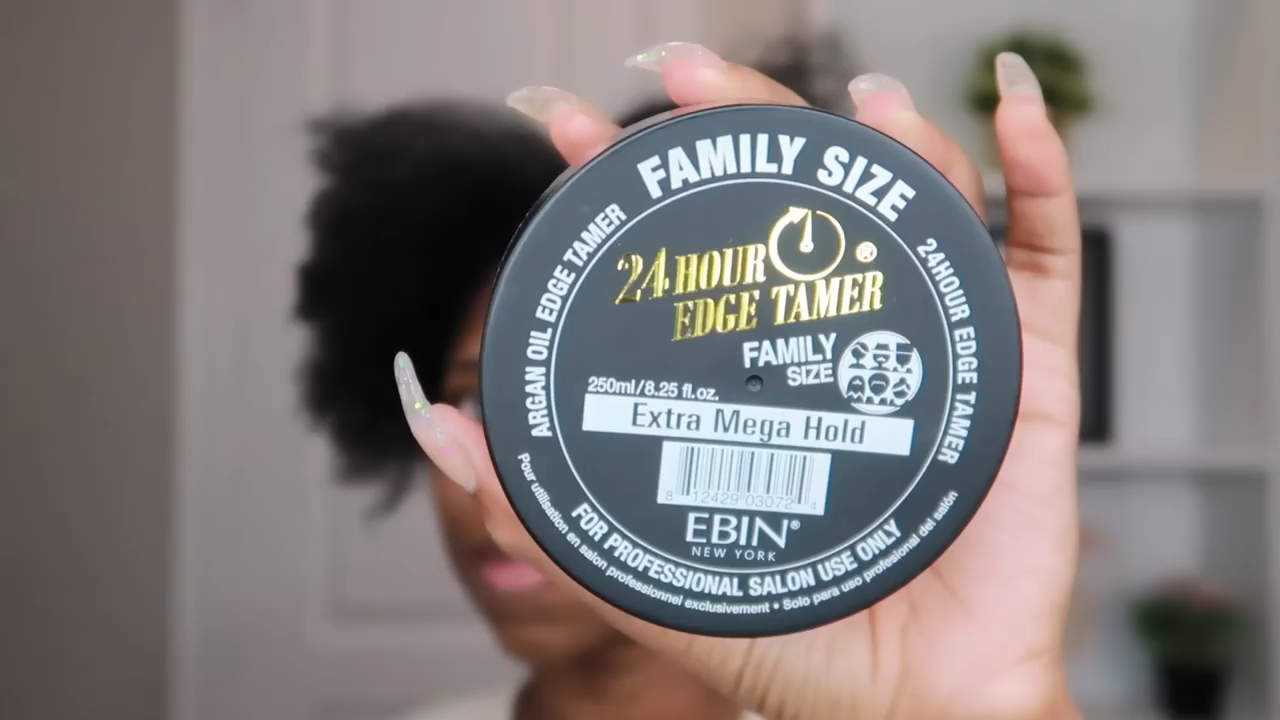 FAMILY SIZE
ARGAN OIL EDGE TAMER
24HOUR EDGE TAMER
24 HOUR
EDGE TAMER®
FAMILY
SIZE
250ml/8.25 fl.oz.
Extra Mega Hold
8 12429 03072 4
EBIN®
NEW YORK
FOR PROFESSIONAL SALON USE ONLY
Pour utilisation en salon professionnel exclusivement • Solo para uso profesional del salón